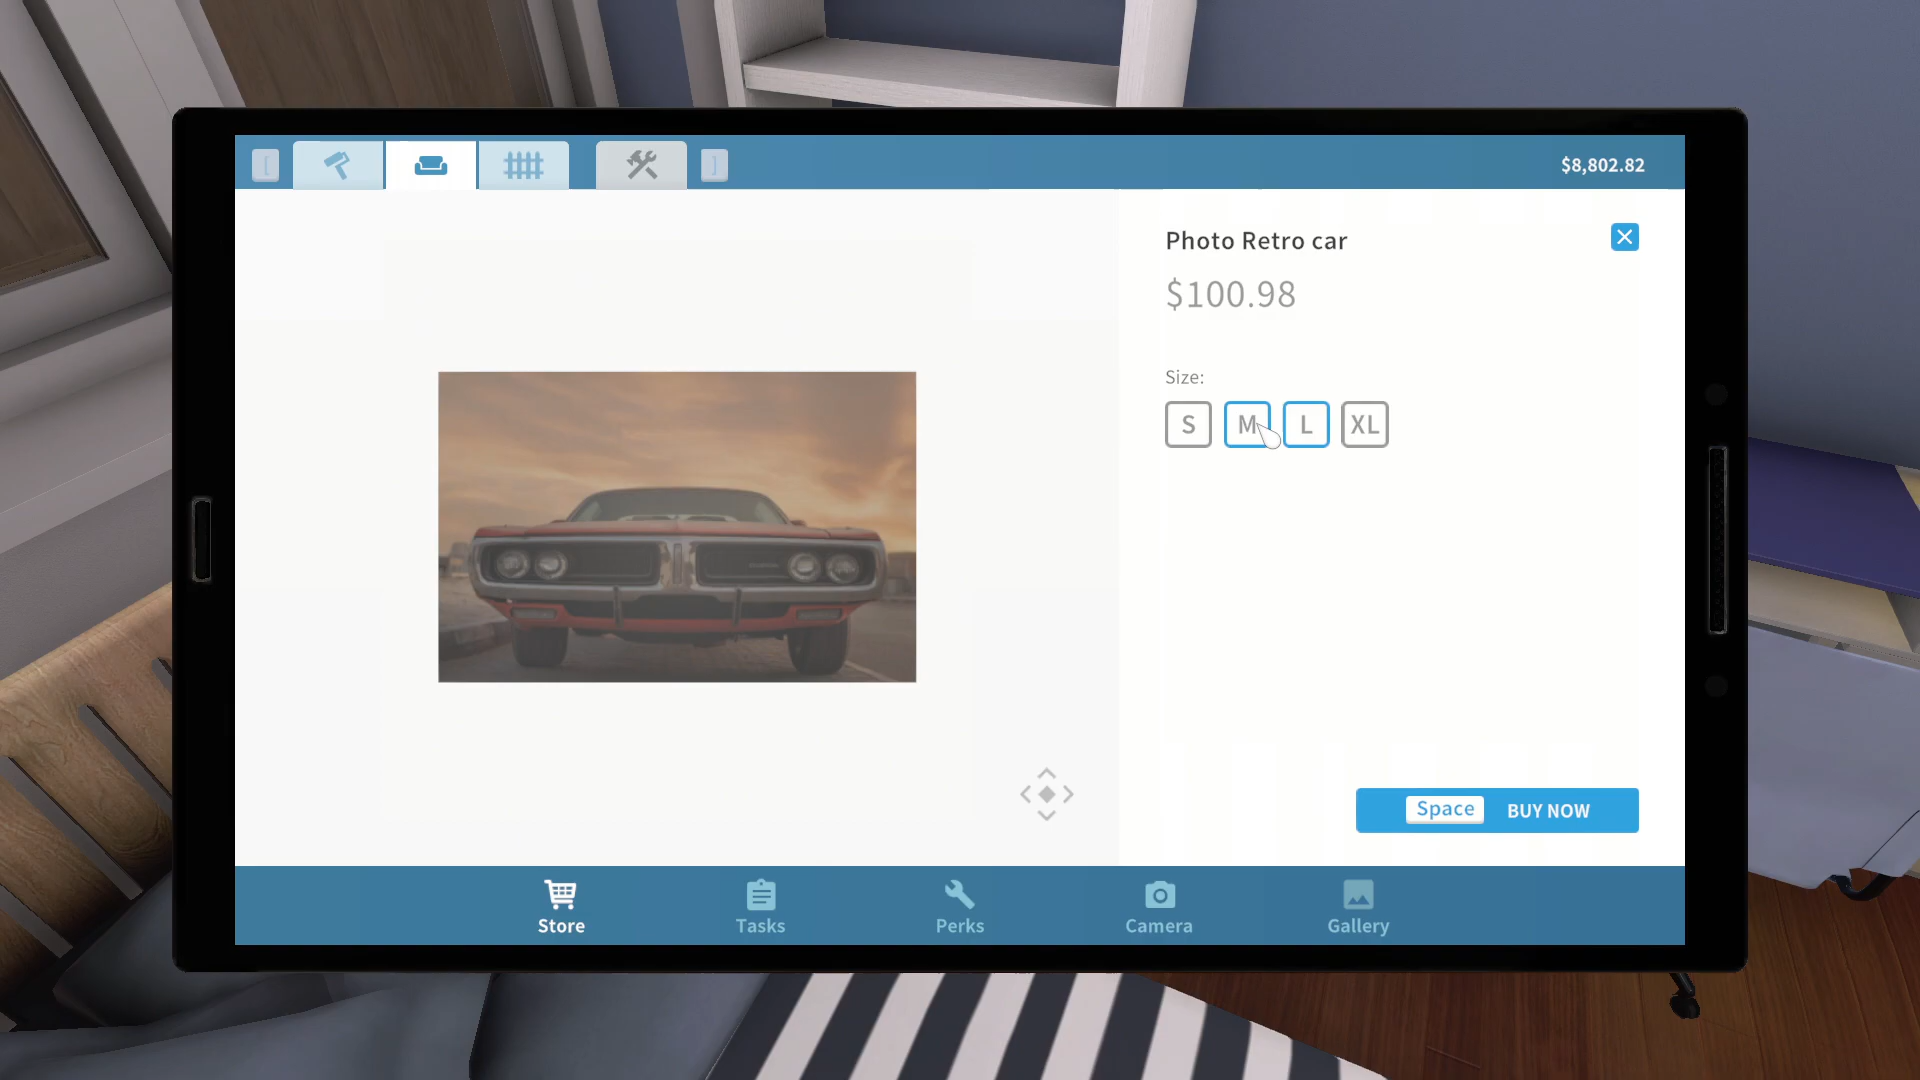 [
]
$8,802.82
Photo Retro car
$100.98
Size:
S
M
L
XL
Space BUY NOW
Store
Tasks
Perks
Camera
Gallery